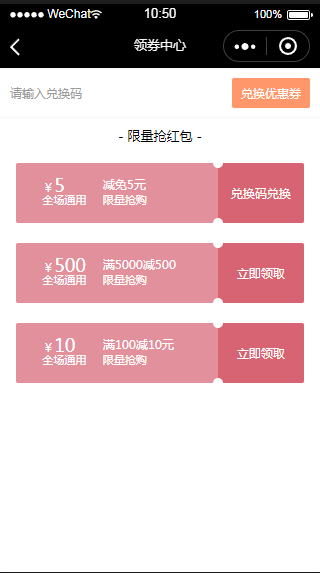 WeChat 10:50 100%
领券中心
请输入兑换码 兑换优惠券
- 限量抢红包 -
¥5 减免5元
全场通用 限量抢购
兑换码兑换
¥500 满5000减500
全场通用 限量抢购
立即领取
¥10 满100减10元
全场通用 限量抢购
立即领取